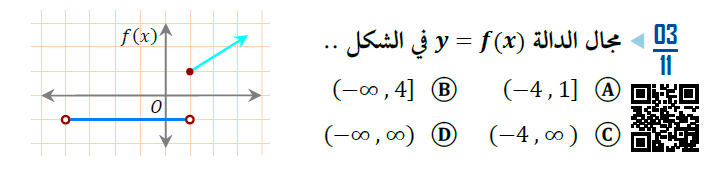 03/11 مجال الدالة y = f(x) في الشكل ..
A (−4 , 1] B (−∞ , 4]
C (−4 , ∞ ) D (−∞ , ∞)
f(x)
O